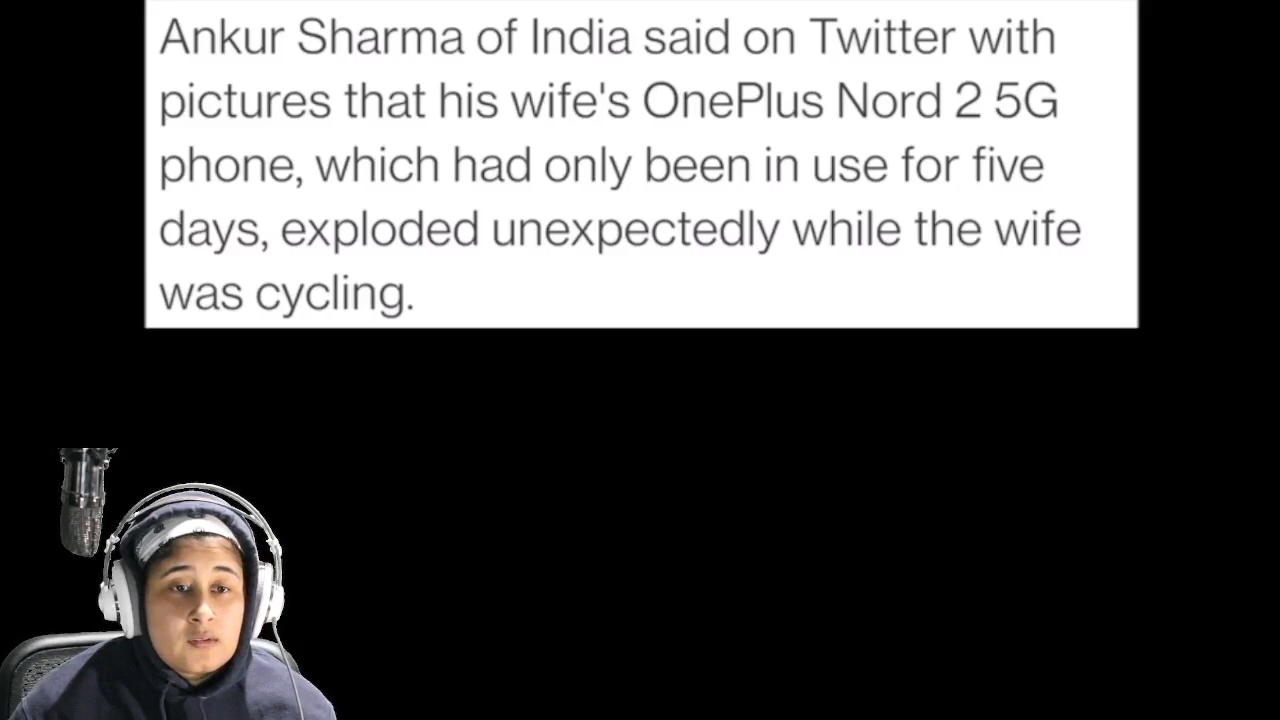 Ankur Sharma of India said on Twitter with
pictures that his wife's OnePlus Nord 2 5G
phone, which had only been in use for five
days, exploded unexpectedly while the wife
was cycling.